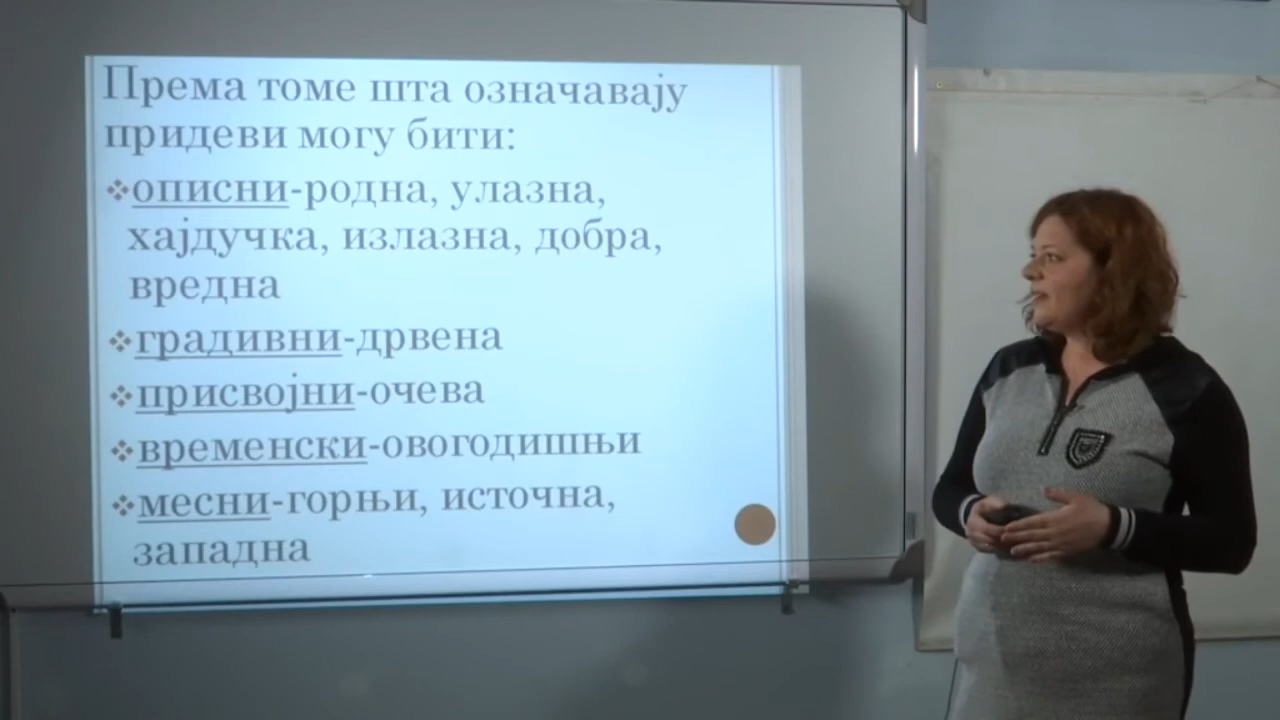 Према томе шта означавају
придеви могу бити:
❖описни-родна, улазна,
хајдучка, излазна, добра,
вредна
❖градивни-дрвена
❖присвојни-очева
❖временски-овогодишњи
❖месни-горњи, источна,
западна